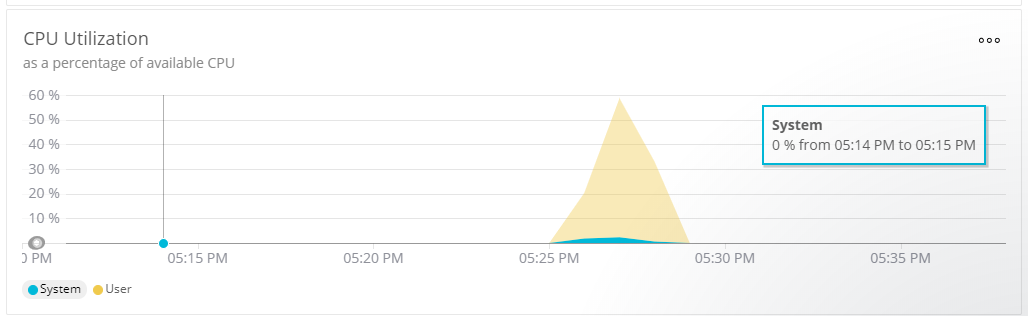 CPU Utilization
as a percentage of available CPU
60 %
50 %
40 %
30 %
20 %
10 %
System
0 % from 05:14 PM to 05:15 PM
0 PM 05:15 PM 05:20 PM 05:25 PM 05:30 PM 05:35 PM
System User